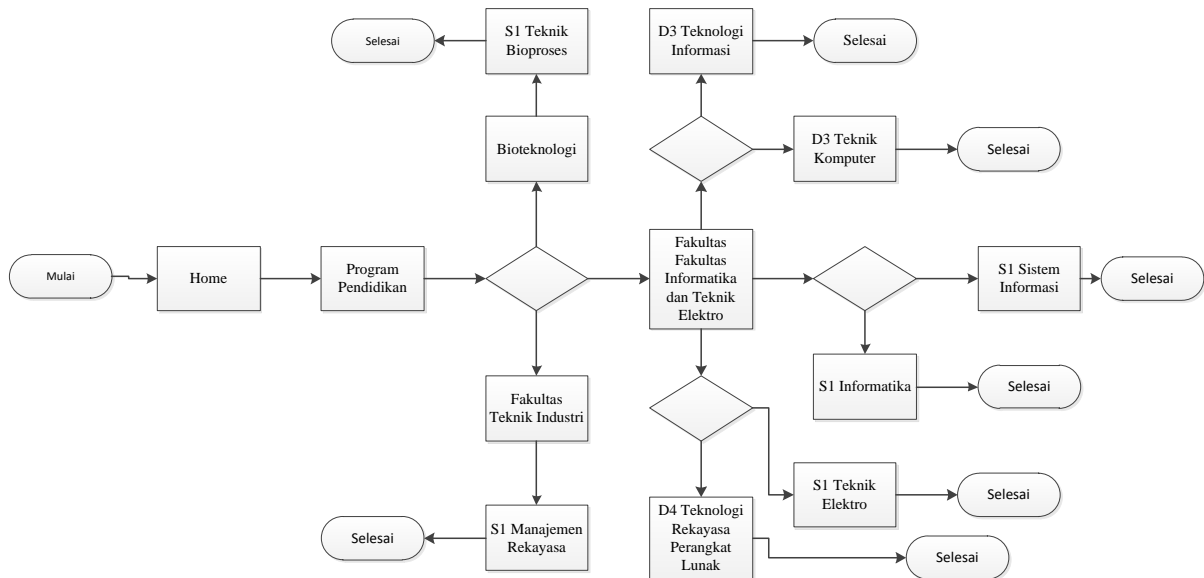 Selesai
S1 Teknik
Bioproses
D3 Teknologi
Informasi
Selesai
Bioteknologi
D3 Teknik
Komputer
Selesai
Mulai
Home
Program
Pendidikan
Fakultas
Fakultas
Informatika
dan Teknik
Elektro
S1 Sistem
Informasi
Selesai
Fakultas
Teknik Industri
S1 Informatika
Selesai
Selesai
S1 Manajemen
Rekayasa
D4 Teknologi
Rekayasa
Perangkat
Lunak
S1 Teknik
Elektro
Selesai
Selesai